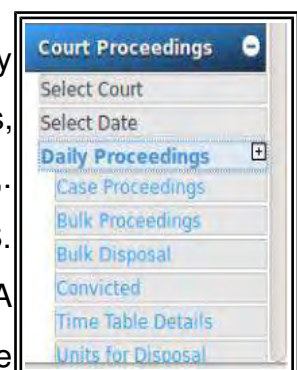 Court Proceedings
Select Court
Select Date
Daily Proceedings
Case Proceedings
Bulk Proceedings
Bulk Disposal
Convicted
Time Table Details
Units for Disposal
y
s,
.
A
e